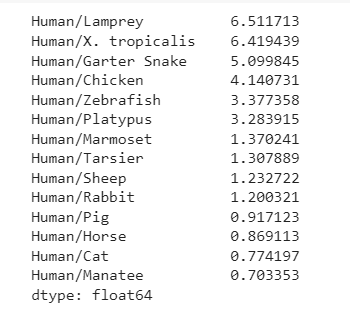 Human/Lamprey 6.511713
Human/X. tropicalis 6.419439
Human/Garter Snake 5.099845
Human/Chicken 4.140731
Human/Zebrafish 3.377358
Human/Platypus 3.283915
Human/Marmoset 1.370241
Human/Tarsier 1.307889
Human/Sheep 1.232722
Human/Rabbit 1.200321
Human/Pig 0.917123
Human/Horse 0.869113
Human/Cat 0.774197
Human/Manatee 0.703353
dtype: float64